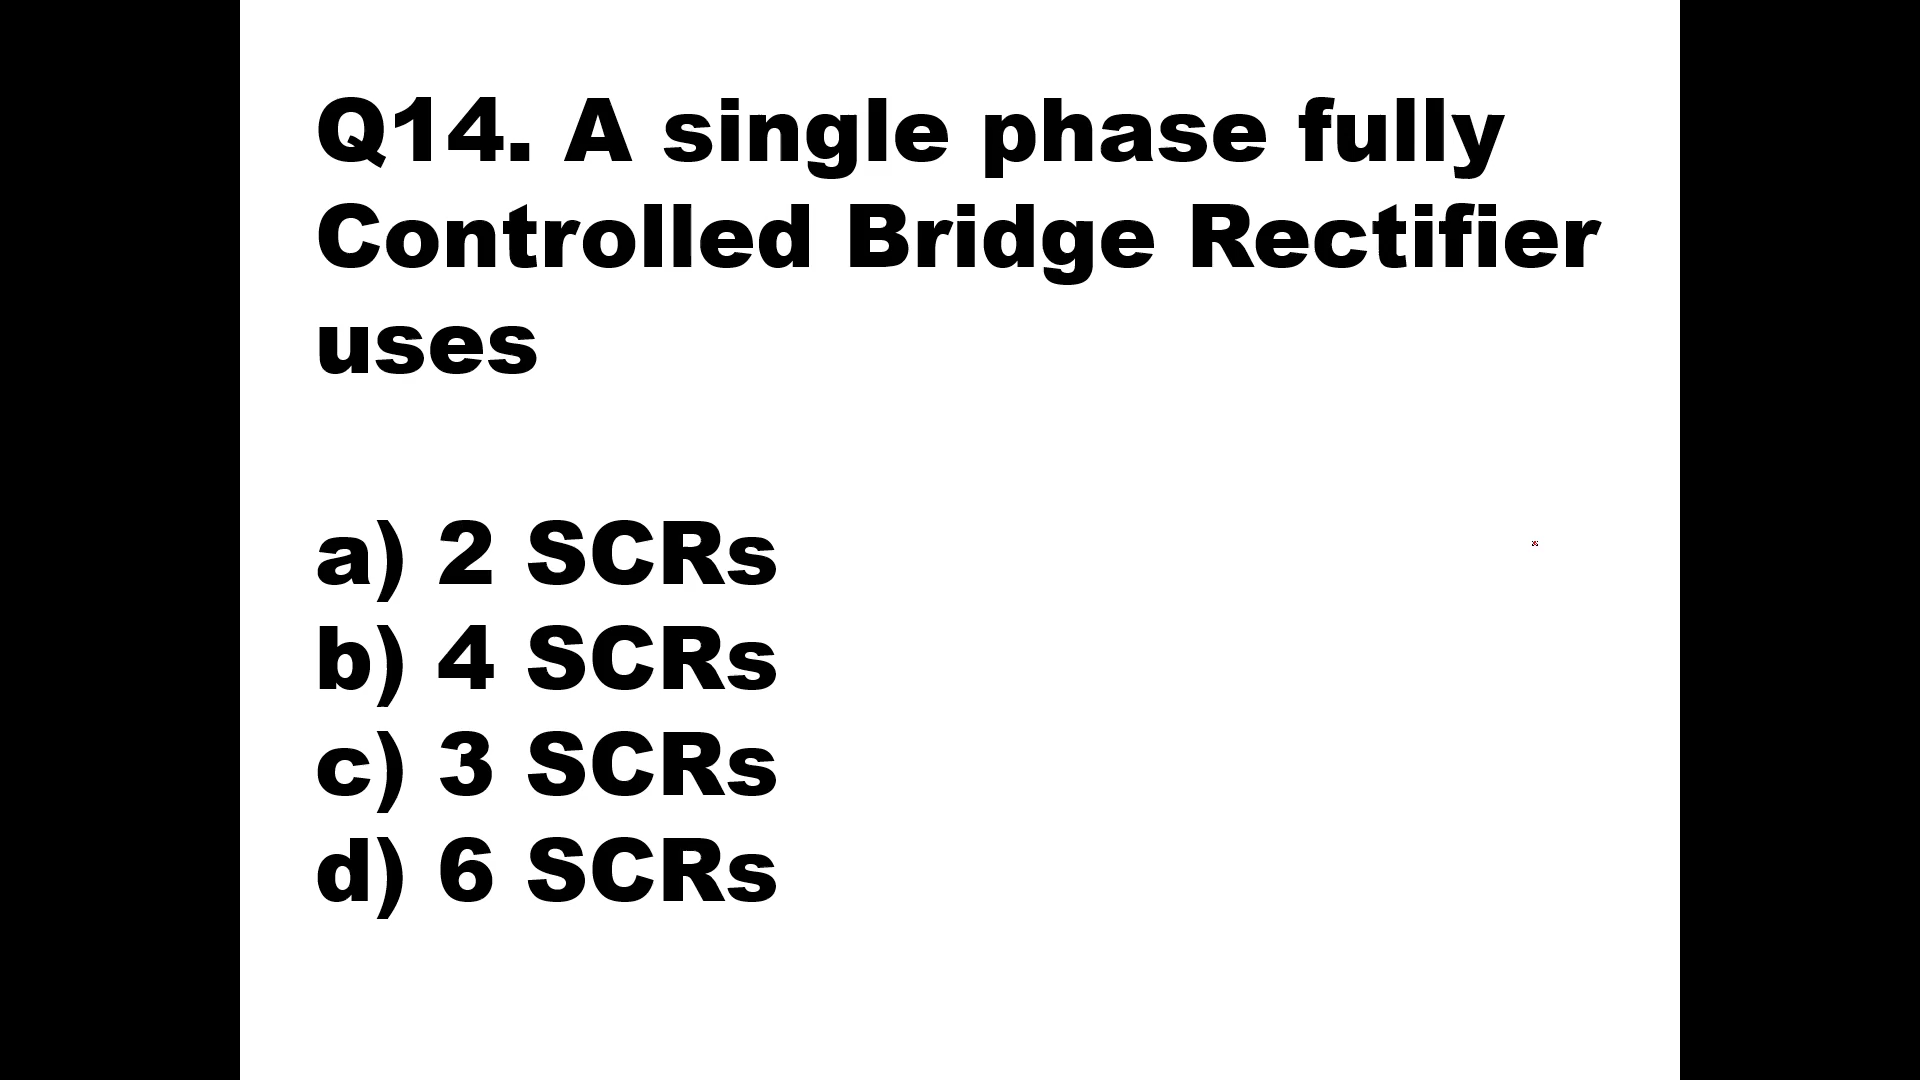 Q14. A single phase fully
Controlled Bridge Rectifier
uses
a) 2 SCRs
b) 4 SCRs
c) 3 SCRs
d) 6 SCRs